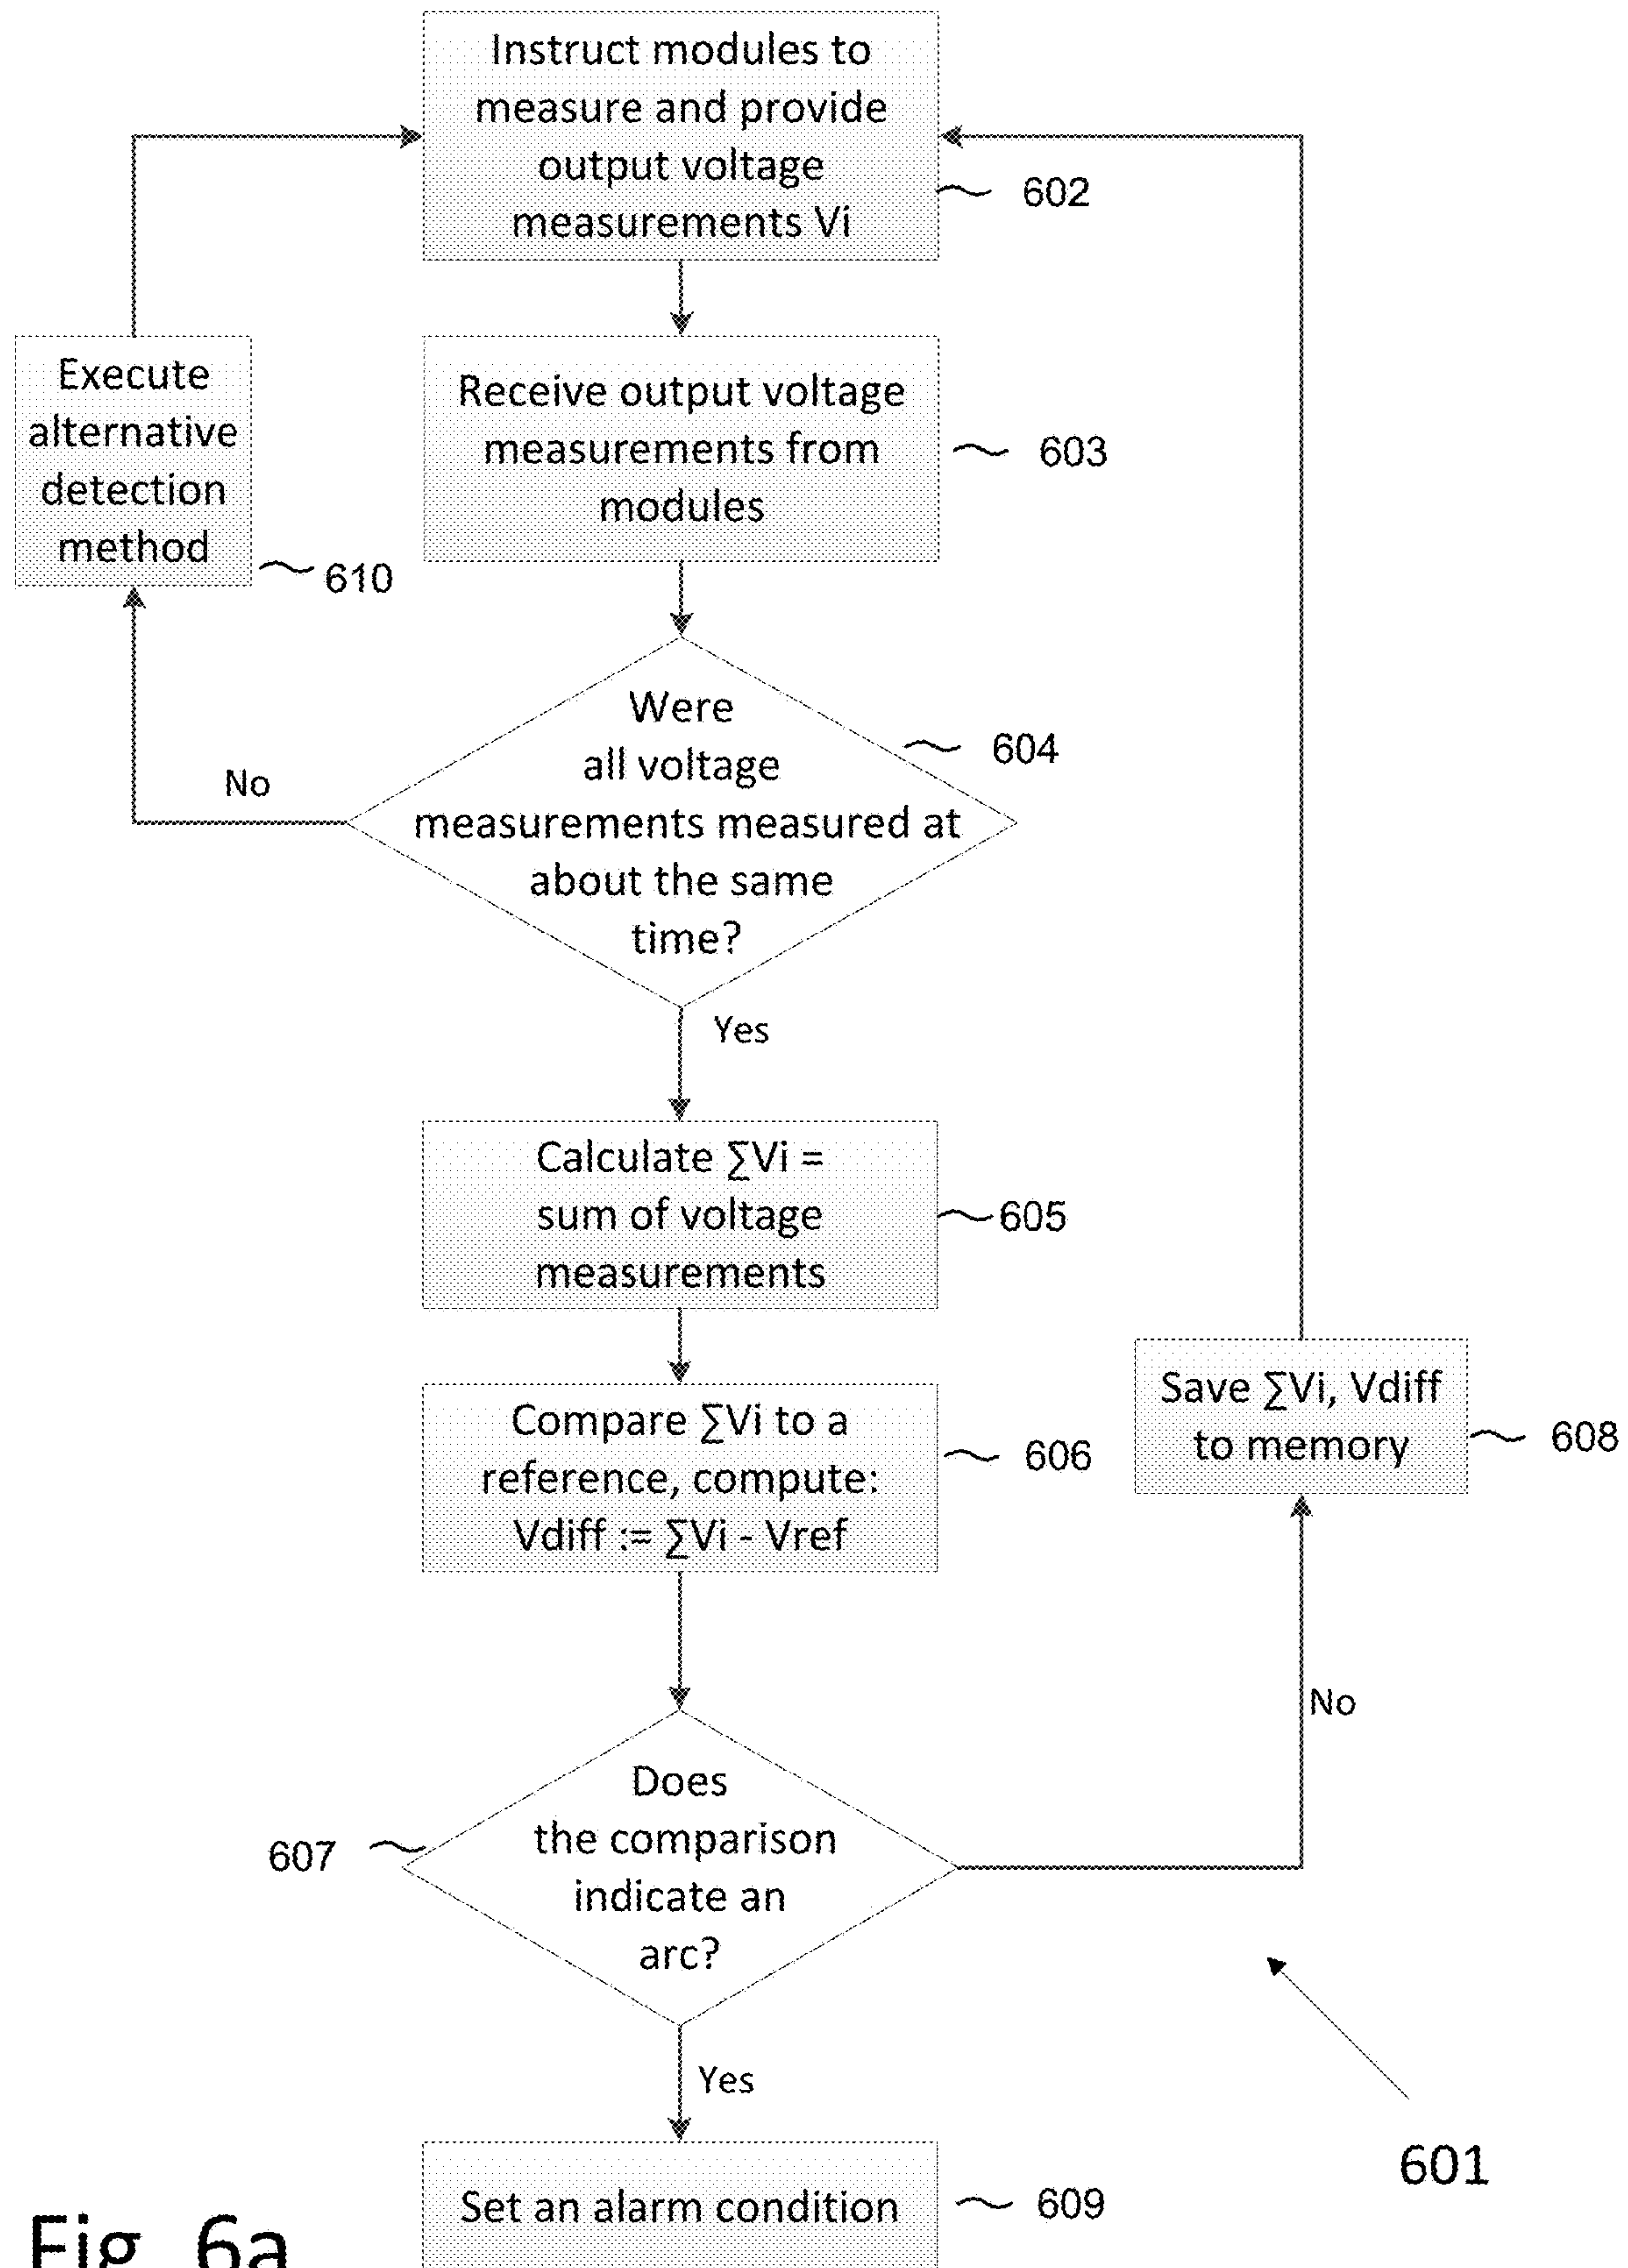 Instruct modules to
measure and provide
output voltage
measurements Vi
602
Execute
alternative
detection
method
610
Receive output voltage
measurements from
modules
603
Were
all voltage
measurements measured at
about the same
time?
604
No
Yes
Calculate ∑Vi =
sum of voltage
measurements
605
Compare ∑Vi to a
reference, compute:
Vdiff := ∑Vi - Vref
606
Save ∑Vi, Vdiff
to memory
608
No
Does
the comparison
indicate an
arc?
607
Yes
601
Set an alarm condition
609
Fig. 6a